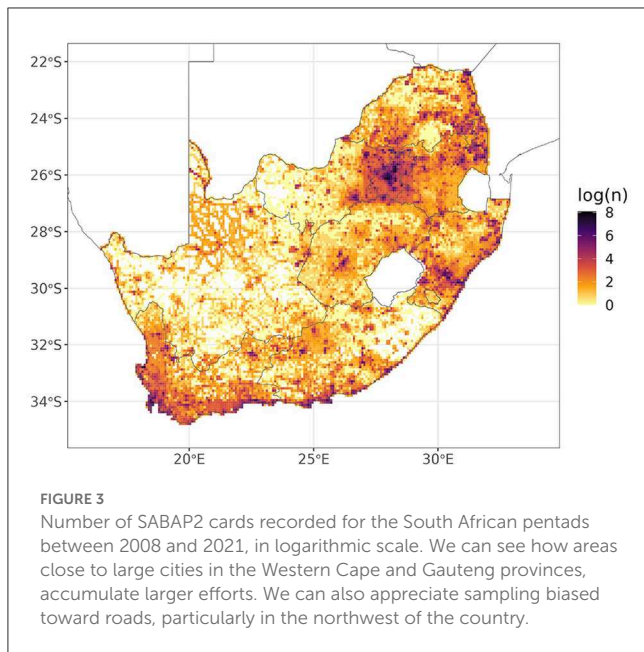 22°S
24°S
26°S
28°S
30°S
32°S
34°S
20°E
25°E
30°E
log(n)
8
6
4
2
0
FIGURE 3
Number of SABAP2 cards recorded for the South African pentads
between 2008 and 2021, in logarithmic scale. We can see how areas
close to large cities in the Western Cape and Gauteng provinces,
accumulate larger efforts. We can also appreciate sampling biased
toward roads, particularly in the northwest of the country.